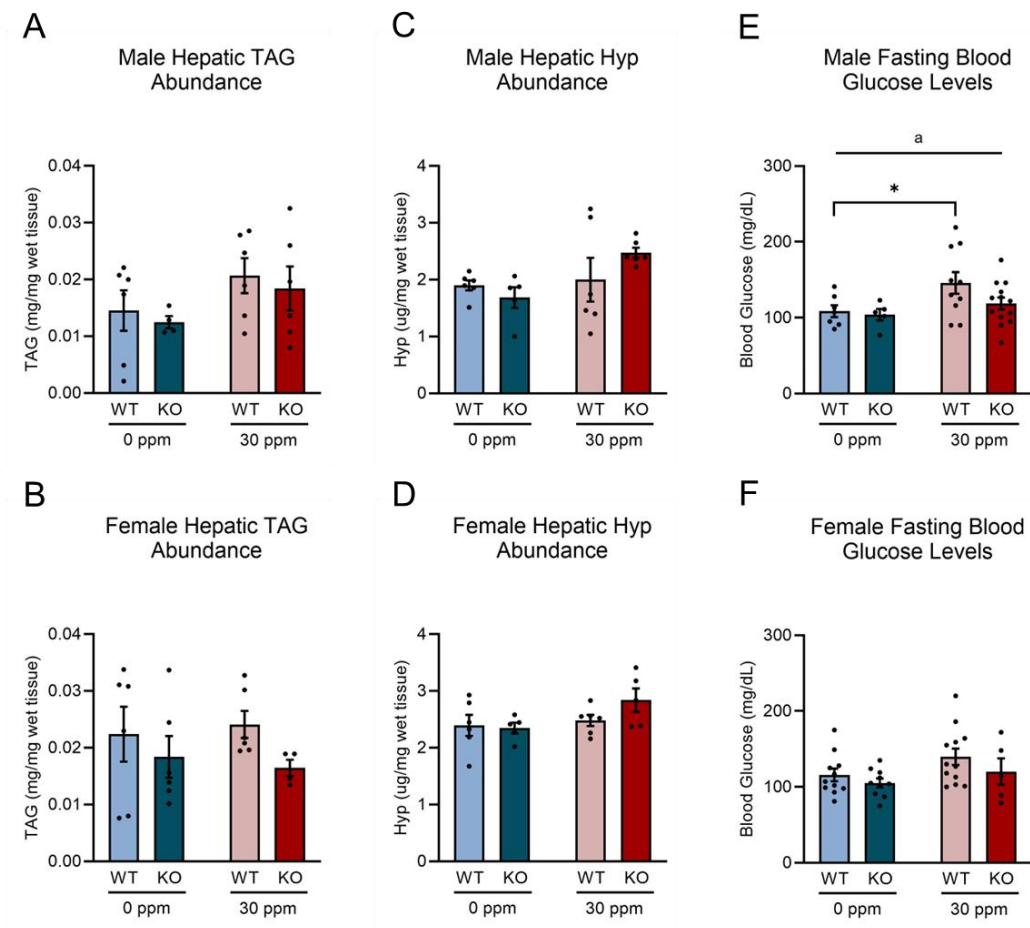 A
Male Hepatic TAG
Abundance
TAG (mg/mg wet tissue)
0.04
0.03
0.02
0.01
0.00
WT KO WT KO
0 ppm 30 ppm
C
Male Hepatic Hyp
Abundance
Hyp (ug/mg wet tissue)
4
3
2
1
0
WT KO WT KO
0 ppm 30 ppm
E
Male Fasting Blood
Glucose Levels
a
*
Blood Glucose (mg/dL)
300
200
100
0
WT KO WT KO
0 ppm 30 ppm
B
Female Hepatic TAG
Abundance
TAG (mg/mg wet tissue)
0.04
0.03
0.02
0.01
0.00
WT KO WT KO
0 ppm 30 ppm
D
Female Hepatic Hyp
Abundance
Hyp (ug/mg wet tissue)
4
3
2
1
0
WT KO WT KO
0 ppm 30 ppm
F
Female Fasting Blood
Glucose Levels
Blood Glucose (mg/dL)
300
200
100
0
WT KO WT KO
0 ppm 30 ppm